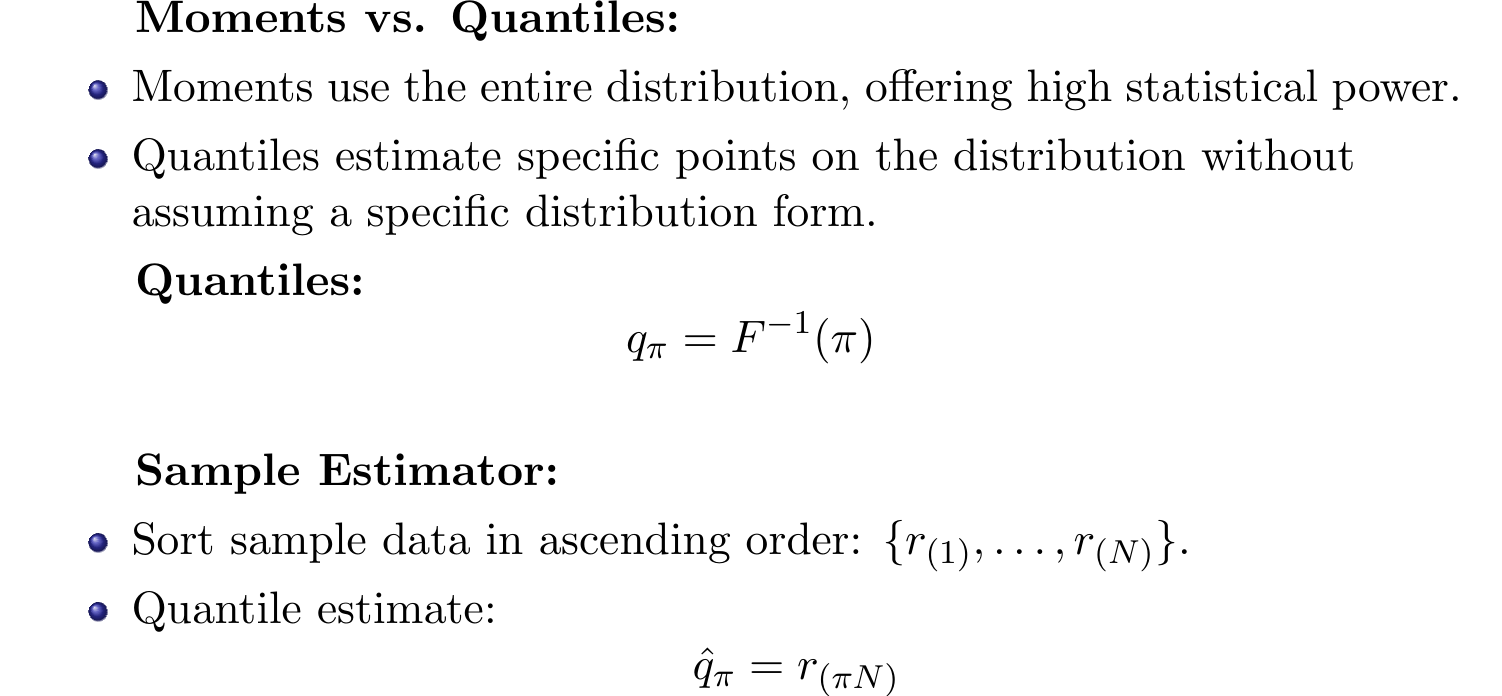 Moments vs. Quantiles:
Moments use the entire distribution, offering high statistical power.
Quantiles estimate specific points on the distribution without
assuming a specific distribution form.
Quantiles:
$q_\pi = F^{-1}(\pi)$
Sample Estimator:
Sort sample data in ascending order: $\{r_{(1)}, \ldots, r_{(N)}\}$.
Quantile estimate:
$\hat{q}_\pi = r_{(\pi N)}$